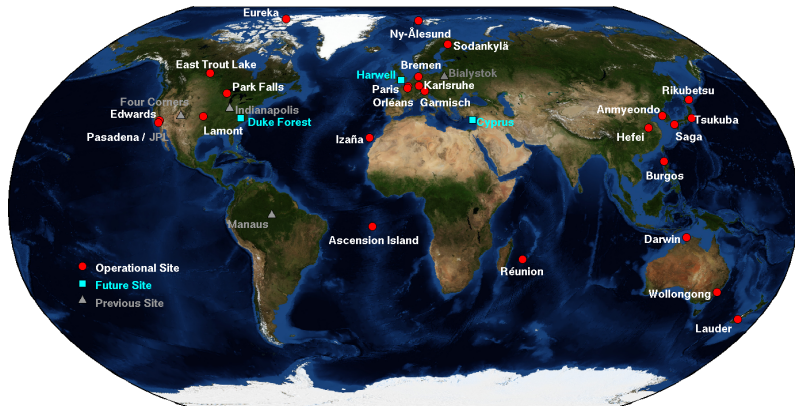 Eureka
Ny-Ålesund
Sodankylä
East Trout Lake
Bremen
Harwell
Bialystok
Park Falls
Paris
Karlsruhe
Orléans
Garmisch
Four Corners
Indianapolis
Edwards
Duke Forest
Lamont
Pasadena / JPL
Izaña
Cyprus
Rikubetsu
Anmyeondo
Tsukuba
Hefei
Saga
Burgos
Manaus
Ascension Island
Darwin
Réunion
Wollongong
Lauder
Operational Site
Future Site
Previous Site